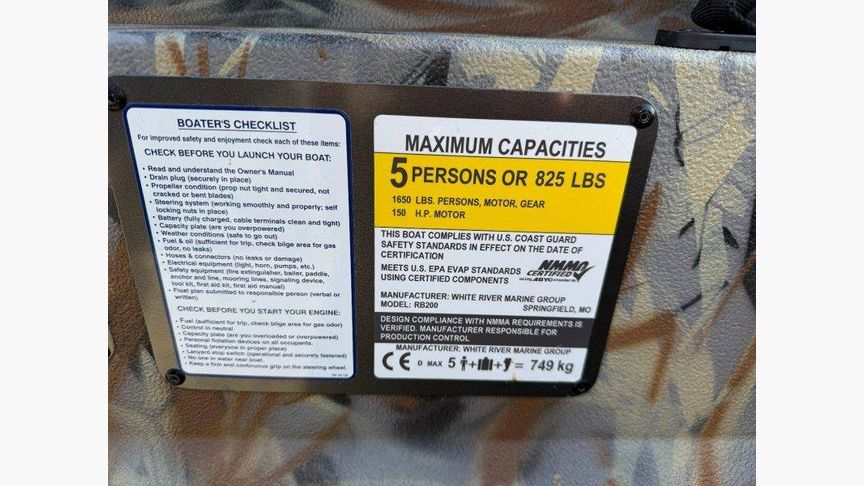 BOATER'S CHECKLIST
For improved safety and enjoyment check each of these items:
CHECK BEFORE YOU LAUNCH YOUR BOAT:
• Read and understand the Owner's Manual
• Drain plug (securely in place)
• Propeller condition (prop nut tight and secured, not
cracked or bent blades)
• Steering system (working smoothly and properly; self
locking nuts in place)
• Battery (fully charged, cable terminals clean and tight)
• Capacity plate (are you overpowered)
• Weather conditions (safe to go out)
• Fuel & oil (sufficient for trip, check bilge area for gas
odor, no leaks)
• Hoses & connectors (no leaks or damage)
• Electrical equipment (light, horn, pumps, etc.)
• Safety equipment (fire extinguisher, bailer, paddle,
anchor and line, mooring lines, signaling device,
tool kit, first aid kit, first aid manual)
• Float plan submitted to responsible person (verbal or
written)
CHECK BEFORE YOU START YOUR ENGINE:
• Fuel (sufficient for trip, check bilge area for gas odor)
• Control in neutral
• Capacity plate (are you overloaded or overpowered)
• Personal flotation devices on all occupants.
• Seating (everyone in proper place)
• Lanyard stop switch (operational and securely fastened)
• No one in water near boat.
• Keep a firm and continuous grip on the steering wheel.
MAXIMUM CAPACITIES
5 PERSONS OR 825 LBS
1650 LBS. PERSONS, MOTOR, GEAR
150 H.P. MOTOR
THIS BOAT COMPLIES WITH U.S. COAST GUARD
SAFETY STANDARDS IN EFFECT ON THE DATE OF
CERTIFICATION
MEETS U.S. EPA EVAP STANDARDS
USING CERTIFIED COMPONENTS
NMMA
CERTIFIED
using ABYC standards
MANUFACTURER: WHITE RIVER MARINE GROUP
MODEL: RB200 SPRINGFIELD, MO
DESIGN COMPLIANCE WITH NMMA REQUIREMENTS IS
VERIFIED. MANUFACTURER RESPONSIBLE FOR
PRODUCTION CONTROL
MANUFACTURER: WHITE RIVER MARINE GROUP
CE D MAX 5 + + = 749 kg